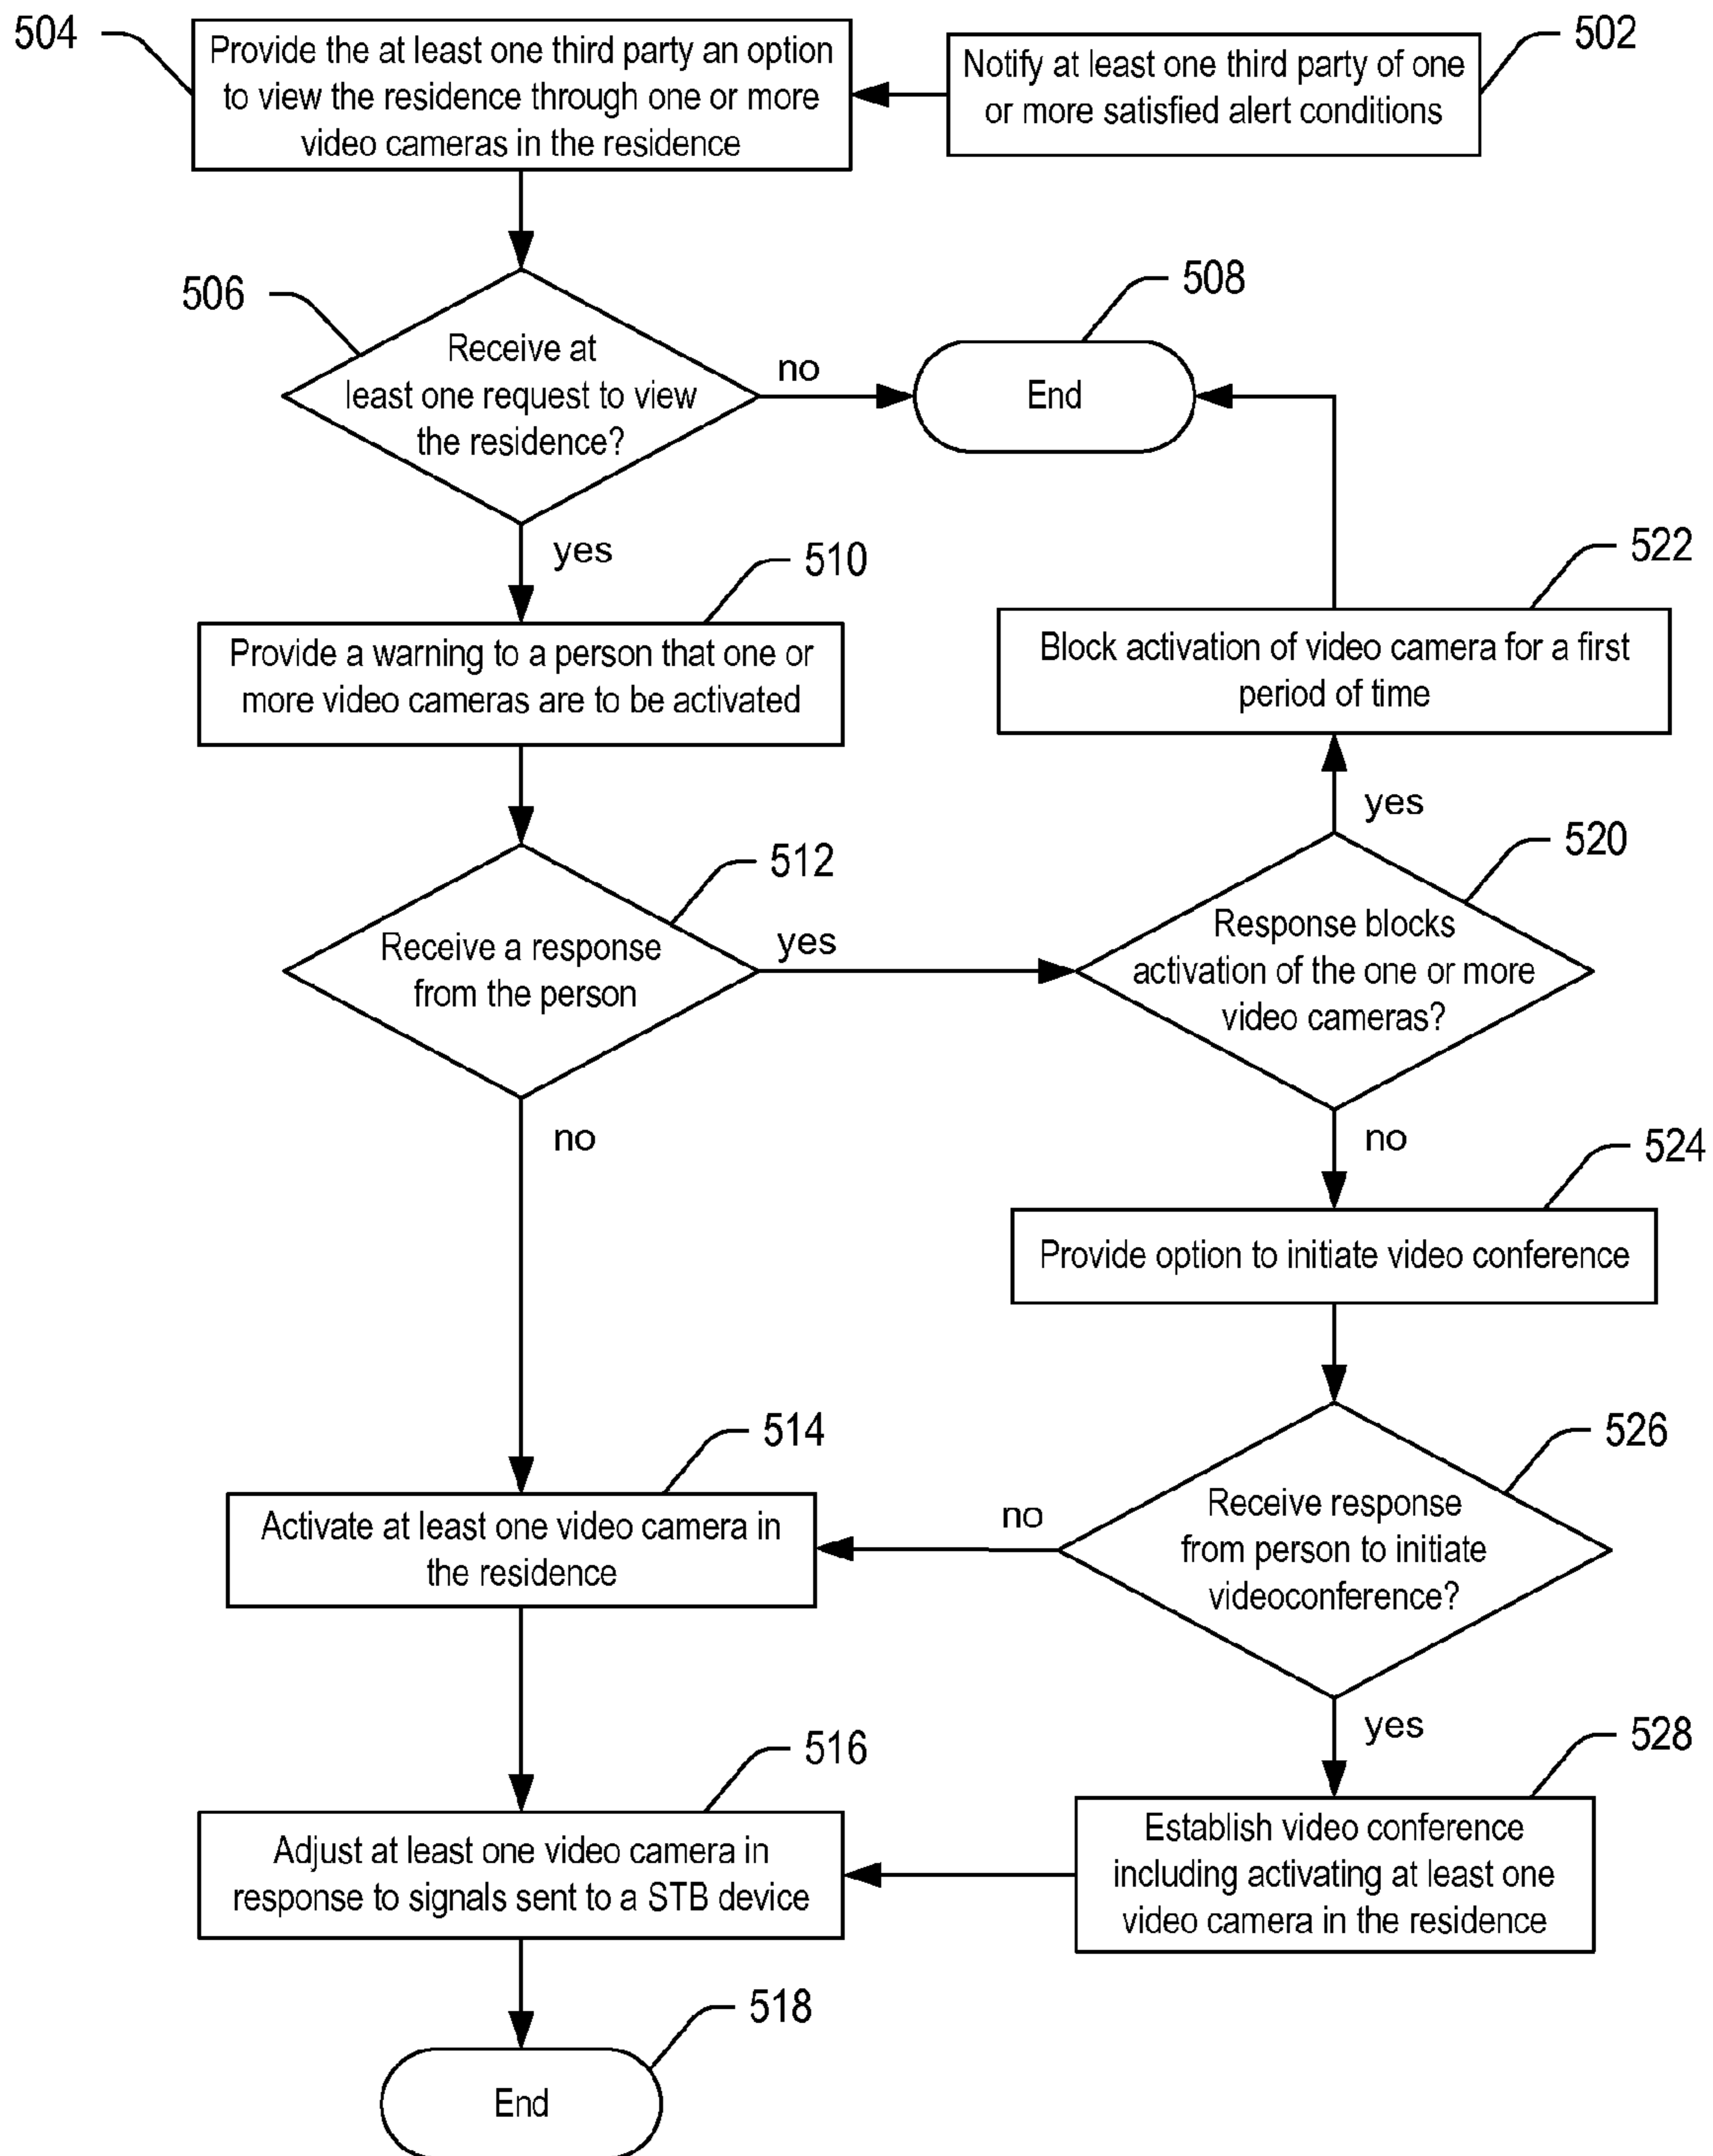 504
Provide the at least one third party an option
to view the residence through one or more
video cameras in the residence
502
Notify at least one third party of one
or more satisfied alert conditions
506
Receive at
least one request to view
the residence?
no
yes
508
End
510
Provide a warning to a person that one or
more video cameras are to be activated
522
Block activation of video camera for a first
period of time
512
Receive a response
from the person
yes
no
520
Response blocks
activation of the one or more
video cameras?
yes
no
524
Provide option to initiate video conference
514
Activate at least one video camera in
the residence
526
Receive response
from person to initiate
videoconference?
no
yes
516
Adjust at least one video camera in
response to signals sent to a STB device
528
Establish video conference
including activating at least one
video camera in the residence
518
End